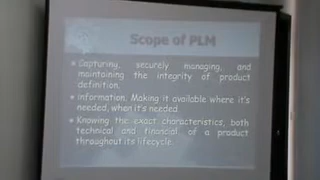 Scope of PLM
Capturing, securely managing, and
maintaining the integrity of product
definition.
Information. Making it available where it's
needed, when it's needed.
Knowing the exact characteristics, both
technical and financial, of a product
throughout its lifecycle.